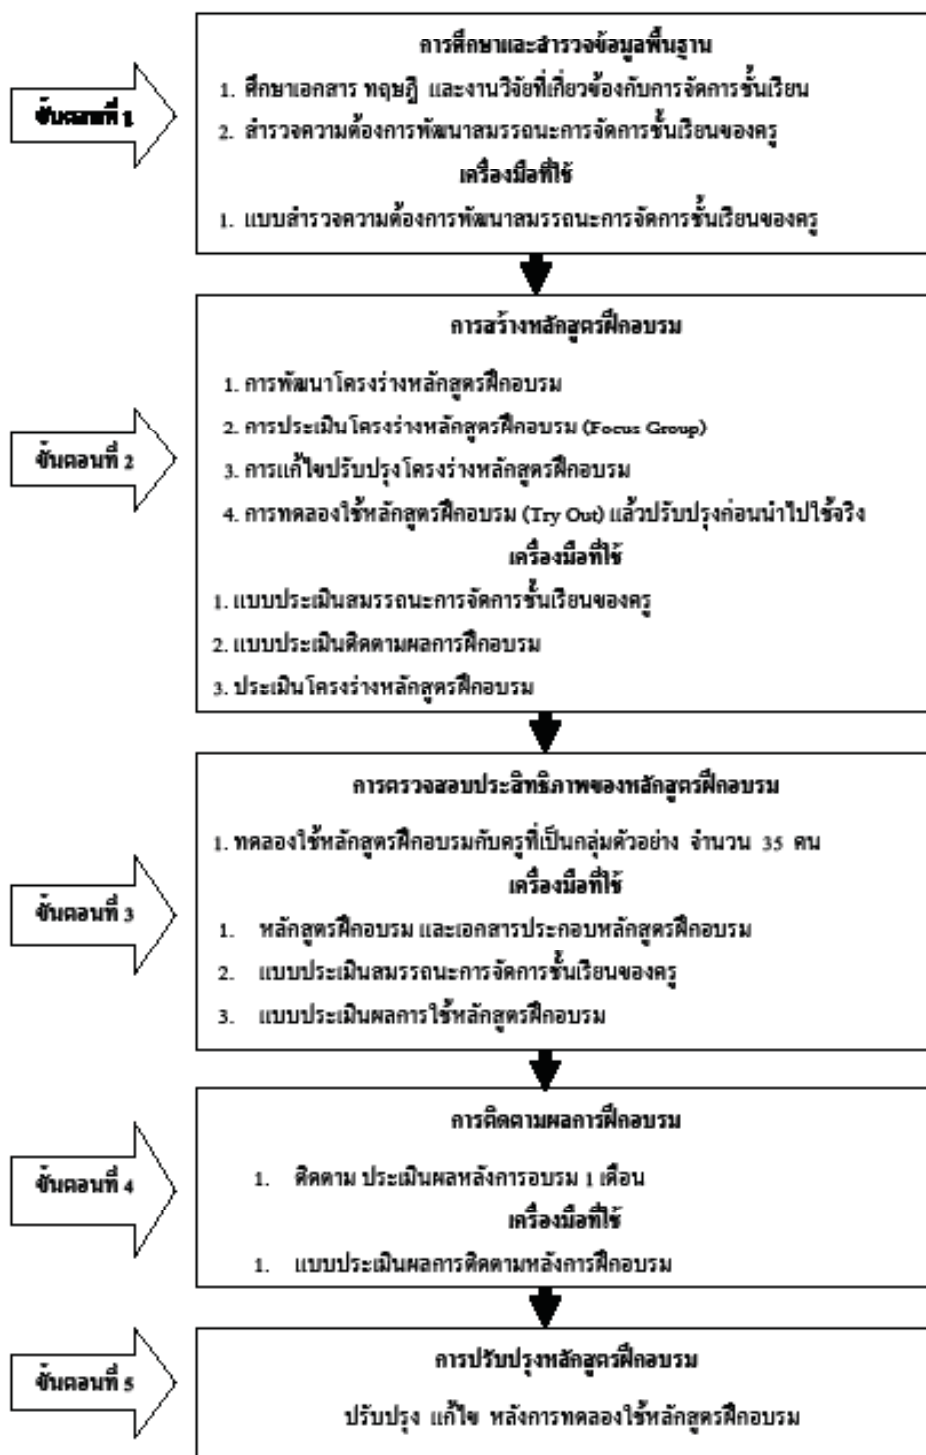 การศึกษาและสำรวจข้อมูลพื้นฐาน
ขั้นตอนที่ 1
1. ศึกษาเอกสาร ทฤษฎี และงานวิจัยที่เกี่ยวข้องกับการจัดการชั้นเรียน
2. สำรวจความต้องการพัฒนาสมรรถนะการจัดการชั้นเรียนของครู
เครื่องมือที่ใช้
1. แบบสำรวจความต้องการพัฒนาสมรรถนะการจัดการชั้นเรียนของครู
การสร้างหลักสูตรฝึกอบรม
ขั้นตอนที่ 2
1. การพัฒนาโครงร่างหลักสูตรฝึกอบรม
2. การประเมินโครงร่างหลักสูตรฝึกอบรม (Focus Group)
3. การแก้ไขปรับปรุงโครงร่างหลักสูตรฝึกอบรม
4. การทดลองใช้หลักสูตรฝึกอบรม (Try Out) แล้วปรับปรุงก่อนนำไปใช้จริง
เครื่องมือที่ใช้
1. แบบประเมินสมรรถนะการจัดการชั้นเรียนของครู
2. แบบประเมินติดตามผลการฝึกอบรม
3. ประเมินโครงร่างหลักสูตรฝึกอบรม
การตรวจสอบประสิทธิภาพของหลักสูตรฝึกอบรม
ขั้นตอนที่ 3
1. ทดลองใช้หลักสูตรฝึกอบรมกับครูที่เป็นกลุ่มตัวอย่าง จำนวน 35 คน
เครื่องมือที่ใช้
1. หลักสูตรฝึกอบรม และเอกสารประกอบหลักสูตรฝึกอบรม
2. แบบประเมินสมรรถนะการจัดการชั้นเรียนของครู
3. แบบประเมินผลการใช้หลักสูตรฝึกอบรม
การติดตามผลการฝึกอบรม
ขั้นตอนที่ 4
1. ติดตาม ประเมินผลหลังการอบรม 1 เดือน
เครื่องมือที่ใช้
1. แบบประเมินผลการติดตามหลังการฝึกอบรม
การปรับปรุงหลักสูตรฝึกอบรม
ขั้นตอนที่ 5
ปรับปรุง แก้ไข หลังการทดลองใช้หลักสูตรฝึกอบรม